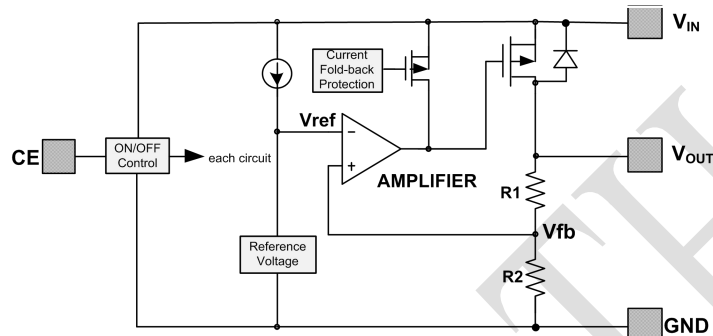 VIN
Current
Fold-back
Protection
Vref
−
+
AMPLIFIER
CE
ON/OFF
Control
each circuit
VOUT
R1
Vfb
Reference
Voltage
R2
GND
TH